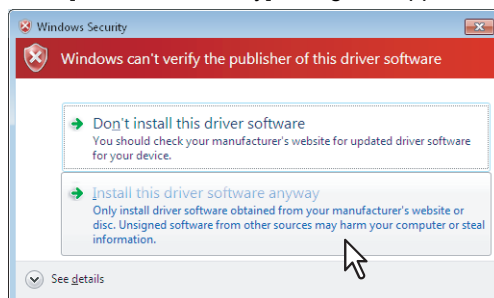 Windows Security
Windows can't verify the publisher of this driver software
Don't install this driver software
You should check your manufacturer's website for updated driver software
for your device.
Install this driver software anyway
Only install driver software obtained from your manufacturer's website or
disc. Unsigned software from other sources may harm your computer or steal
information.
See details